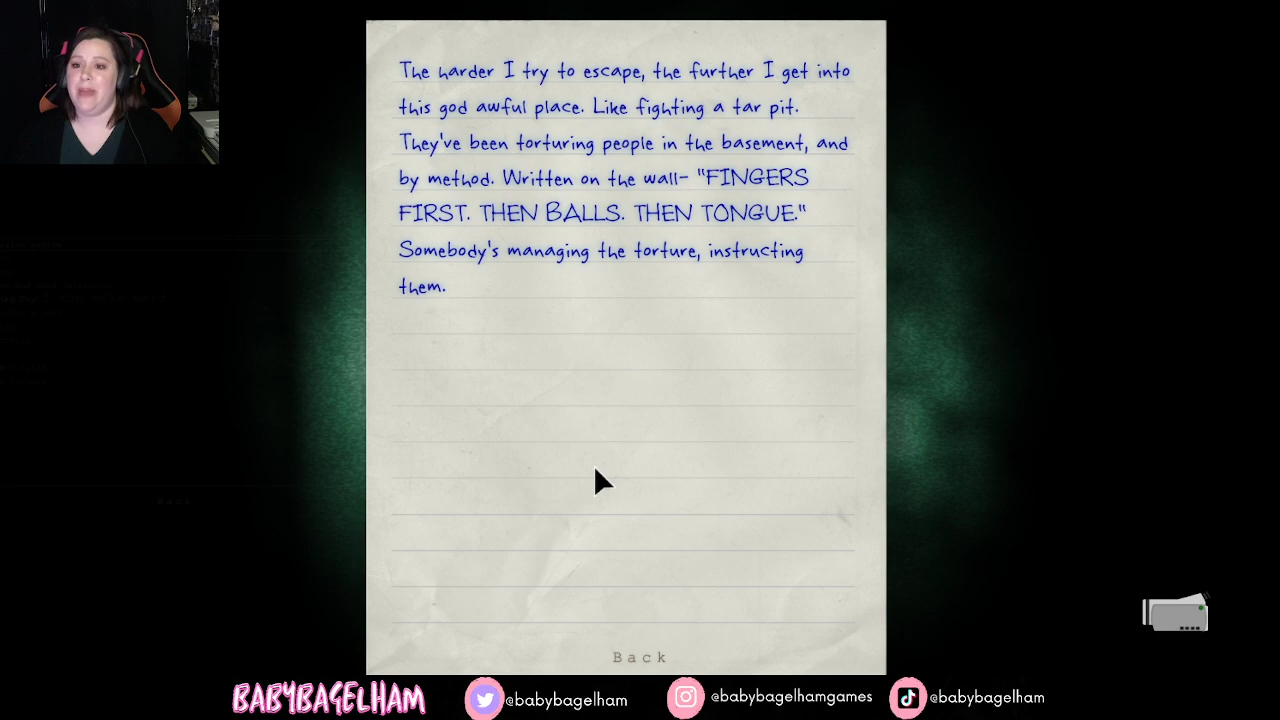 The harder I try to escape, the further I get into
this god awful place. Like fighting a tar pit.
They've been torturing people in the basement, and
by method. Written on the wall- "FINGERS
FIRST. THEN BALLS. THEN TONGUE."
Somebody's managing the torture, instructing
them.
Back
Back
BABYBAGELHAM
@babybagelham
@babybagelhamgames
@babybagelham